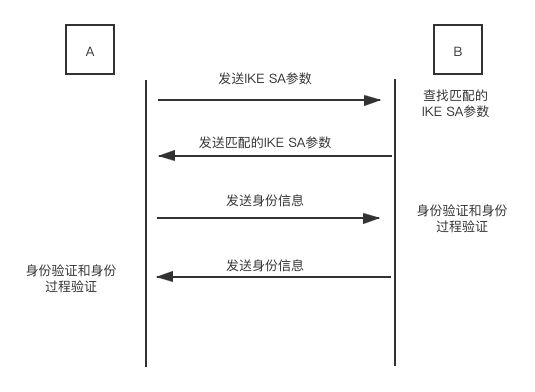 A
B
发送IKE SA参数
查找匹配的
IKE SA参数
发送匹配的IKE SA参数
发送身份信息
身份验证和身份
过程验证
发送身份信息
身份验证和身份
过程验证